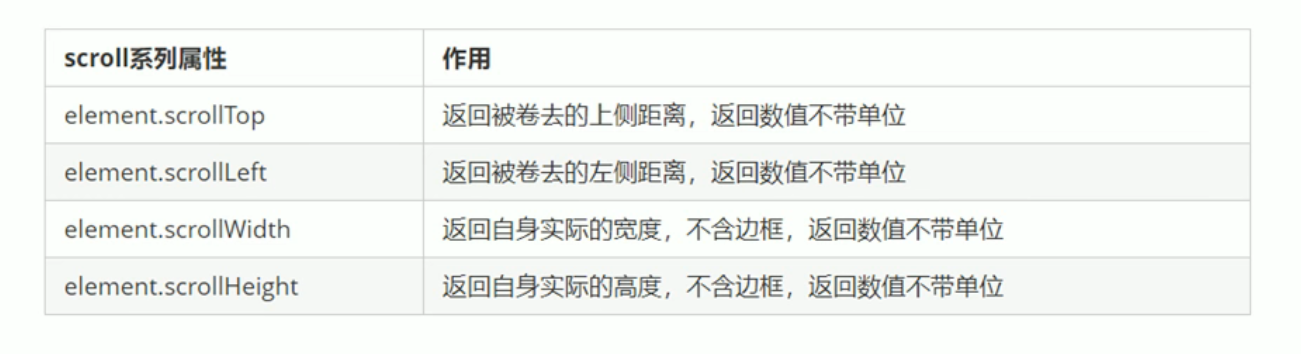 scroll系列属性 作用
element.scrollTop 返回被卷去的上侧距离，返回数值不带单位
element.scrollLeft 返回被卷去的左侧距离，返回数值不带单位
element.scrollWidth 返回自身实际的宽度，不含边框，返回数值不带单位
element.scrollHeight 返回自身实际的高度，不含边框，返回数值不带单位